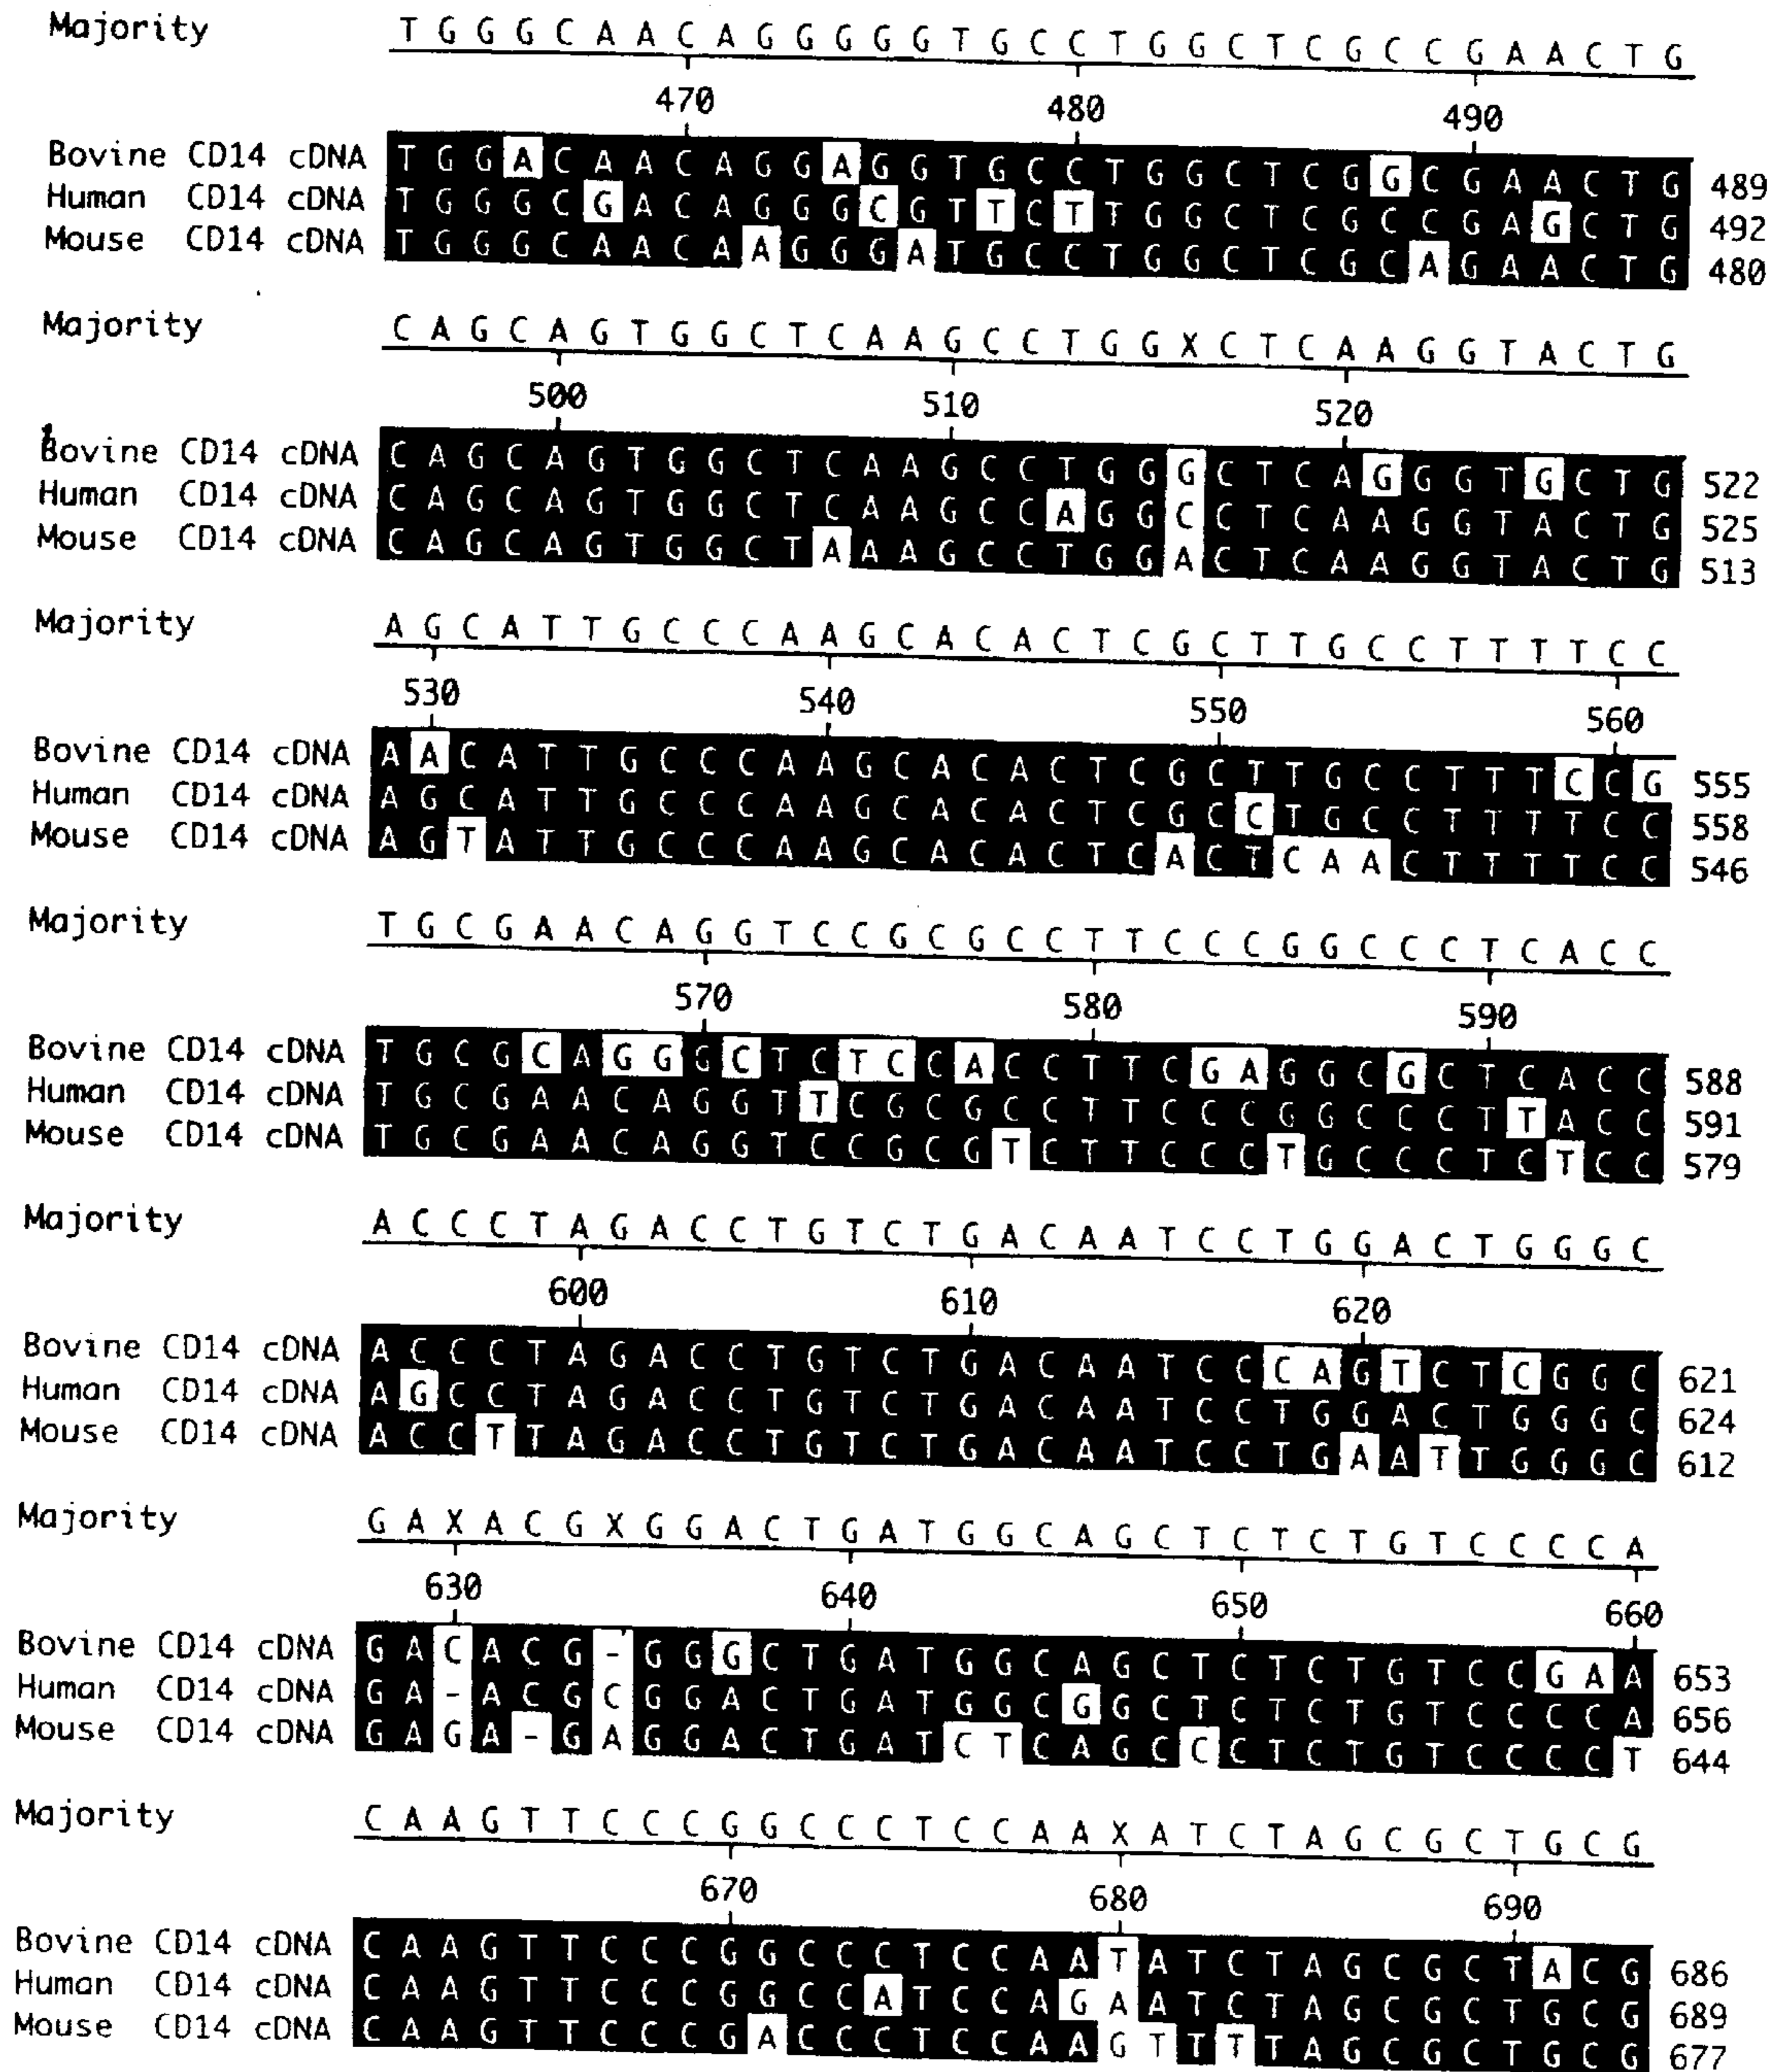 Majority T G G G C A A C A G G G G G T G C C T G G C T C G C C G A A C T G
470 480 490
Bovine CD14 cDNA T G G A C A A C A G G A G G T G C C T G G C T C G G C G A A C T G 489
Human CD14 cDNA T G G G C G A C A G G G C G T T C T T G G C T C G C C G A G C T G 492
Mouse CD14 cDNA T G G G C A A C A A G G G A T G C C T G G C T C G C A G A A C T G 480
Majority C A G C A G T G G C T C A A G C C T G G X C T C A A G G T A C T G
500 510 520
Bovine CD14 cDNA C A G C A G T G G C T C A A G C C T G G G C T C A G G G T G C T G 522
Human CD14 cDNA C A G C A G T G G C T C A A G C C A G G C C T C A A G G T A C T G 525
Mouse CD14 cDNA C A G C A G T G G C T A A A G C C T G G A C T C A A G G T A C T G 513
Majority A G C A T T G C C C A A G C A C A C T C G C T T G C C T T T T C C
530 540 550 560
Bovine CD14 cDNA A A C A T T G C C C A A G C A C A C T C G C T T G C C T T T C C G 555
Human CD14 cDNA A G C A T T G C C C A A G C A C A C T C G C C T G C C T T T T C C 558
Mouse CD14 cDNA A G T A T T G C C C A A G C A C A C T C A C T C A A C T T T T C C 546
Majority T G C G A A C A G G T C C G C G C C T T C C C G G C C C T C A C C
570 580 590
Bovine CD14 cDNA T G C G C A G G G C T C T C C A C C T T C G A G G C G C T C A C C 588
Human CD14 cDNA T G C G A A C A G G T T C G C G C C T T C C C G G C C C T T A C C 591
Mouse CD14 cDNA T G C G A A C A G G T C C G C G T C T T C C C T G C C C T C T C C 579
Majority A C C C T A G A C C T G T C T G A C A A T C C T G G A C T G G G C
600 610 620
Bovine CD14 cDNA A C C C T A G A C C T G T C T G A C A A T C C C A G T C T C G G C 621
Human CD14 cDNA A G C C T A G A C C T G T C T G A C A A T C C T G G A C T G G G C 624
Mouse CD14 cDNA A C C T T A G A C C T G T C T G A C A A T C C T G A A T T G G G C 612
Majority G A X A C G X G G A C T G A T G G C A G C T C T C T G T C C C C A
630 640 650 660
Bovine CD14 cDNA G A C A C G - G G G C T G A T G G C A G C T C T C T G T C C G A A 653
Human CD14 cDNA G A - A C G C G G A C T G A T G G C G G C T C T C T G T C C C C A 656
Mouse CD14 cDNA G A G A - G A G G A C T G A T C T C A G C C C T C T G T C C C C T 644
Majority C A A G T T C C C G G C C C T C C A A X A T C T A G C G C T G C G
670 680 690
Bovine CD14 cDNA C A A G T T C C C G G C C C T C C A A T A T C T A G C G C T A C G 686
Human CD14 cDNA C A A G T T C C C G G C C A T C C A G A A T C T A G C G C T G C G 689
Mouse CD14 cDNA C A A G T T C C C G A C C C T C C A A G T T T T A G C G C T G C G 677